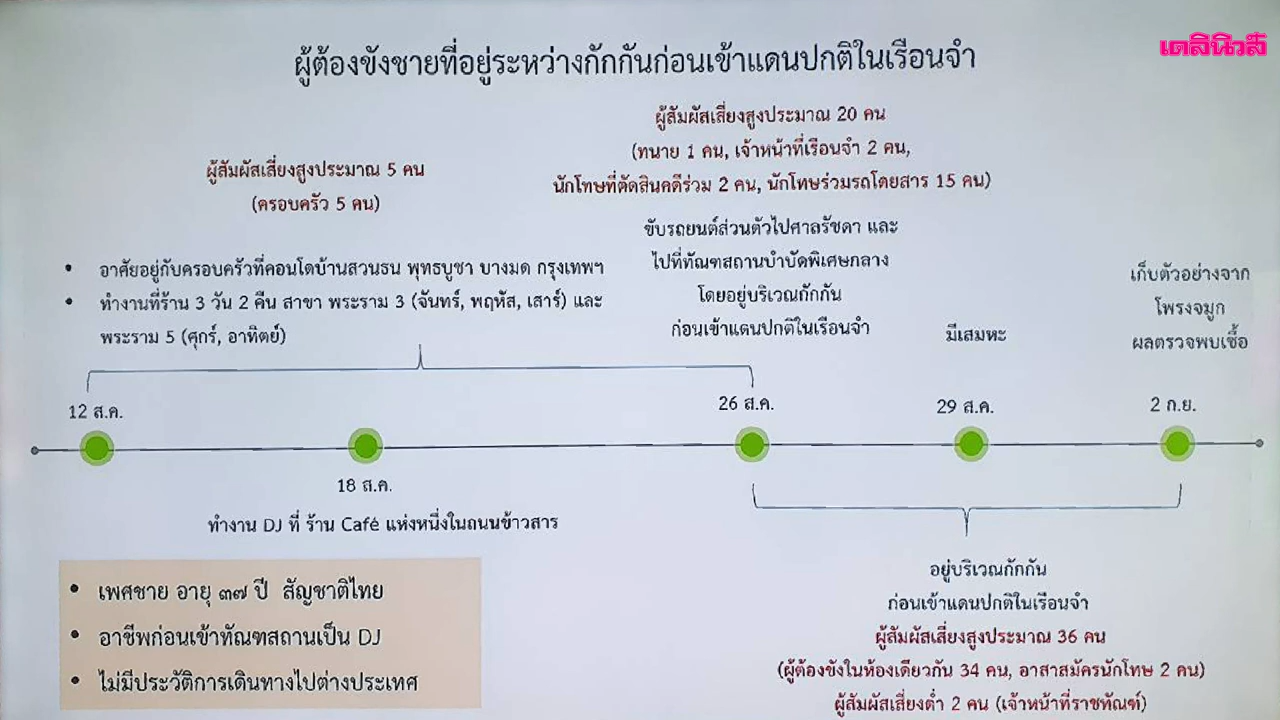 เดลินิวส์
ผู้ต้องขังชายที่อยู่ระหว่างกักกันก่อนเข้าแดนปกติในเรือนจำ
ผู้สัมผัสเสี่ยงสูงประมาณ 5 คน
(ครอบครัว 5 คน)
ผู้สัมผัสเสี่ยงสูงประมาณ 20 คน
(ทนาย 1 คน, เจ้าหน้าที่เรือนจำ 2 คน,
นักโทษที่ตัดสินคดีร่วม 2 คน, นักโทษร่วมรถโดยสาร 15 คน)
• อาศัยอยู่กับครอบครัวที่คอนโดบ้านสวนธน พุทธบูชา บางมด กรุงเทพฯ
• ทำงานที่ร้าน 3 วัน 2 คืน สาขา พระราม 3 (จันทร์, พฤหัส, เสาร์) และ
พระราม 5 (ศุกร์, อาทิตย์)
ขับรถยนต์ส่วนตัวไปศาลรัชดา และ
ไปที่ทัณฑสถานบำบัดพิเศษกลาง
โดยอยู่บริเวณกักกัน
ก่อนเข้าแดนปกติในเรือนจำ
มีเสมหะ
เก็บตัวอย่างจาก
โพรงจมูก
ผลตรวจพบเชื้อ
12 ส.ค.
26 ส.ค.
29 ส.ค.
2 ก.ย.
18 ส.ค.
ทำงาน DJ ที่ ร้าน Café แห่งหนึ่งในถนนข้าวสาร
• เพศชาย อายุ ๓๗ ปี สัญชาติไทย
• อาชีพก่อนเข้าทัณฑสถานเป็น DJ
• ไม่มีประวัติการเดินทางไปต่างประเทศ
อยู่บริเวณกักกัน
ก่อนเข้าแดนปกติในเรือนจำ
ผู้สัมผัสเสี่ยงสูงประมาณ 36 คน
(ผู้ต้องขังในห้องเดียวกัน 34 คน, อาสาสมัครนักโทษ 2 คน)
ผู้สัมผัสเสี่ยงต่ำ 2 คน (เจ้าหน้าที่ราชทัณฑ์)